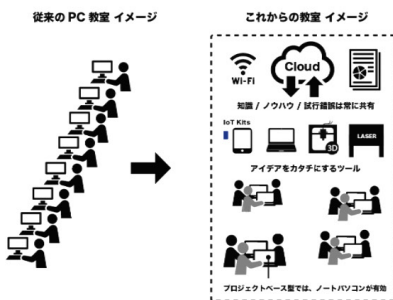 従来の PC 教室 イメージ
これからの教室 イメージ
Wi-Fi
Cloud
知識 / ノウハウ / 試行錯誤は常に共有
IoT Kits
3D
LASER
アイデアをカタチにするツール
プロジェクトベース型では、ノートパソコンが有効